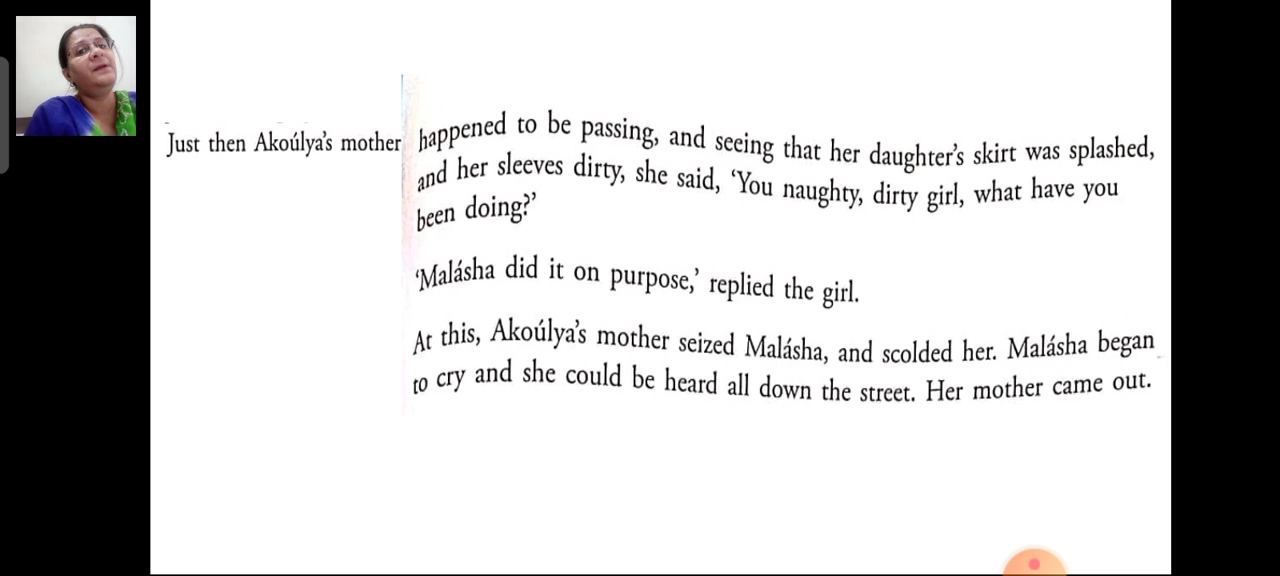 Just then Akoúlya’s mother happened to be passing, and seeing that her daughter’s skirt was splashed,
and her sleeves dirty, she said, ‘You naughty, dirty girl, what have you
been doing?’
‘Malásha did it on purpose,’ replied the girl.
At this, Akoúlya’s mother seized Malásha, and scolded her. Malásha began
to cry and she could be heard all down the street. Her mother came out.